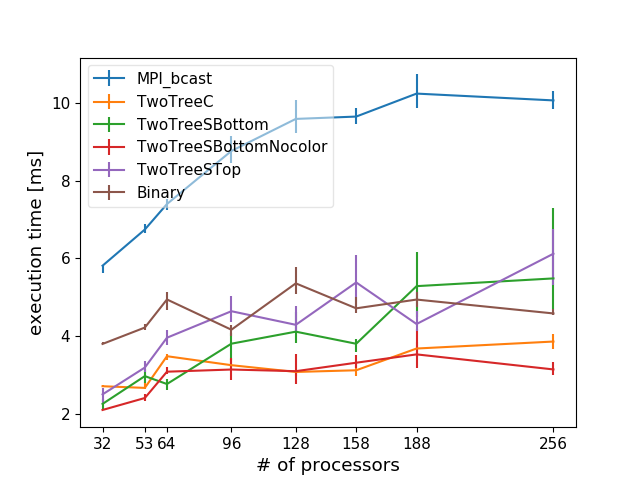 10
8
6
4
2
execution time [ms]
MPI_bcast
TwoTreeC
TwoTreeSBottom
TwoTreeSBottomNocolor
TwoTreeSTop
Binary
32 53 64 96 128 158 188 256
# of processors